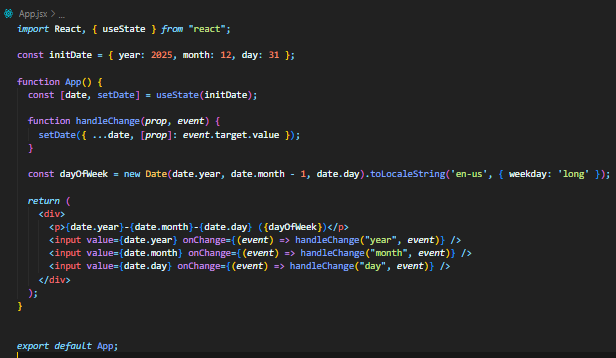 App.jsx > ...
import React, { useState } from "react";
const initDate = { year: 2025, month: 12, day: 31 };
function App() {
const [date, setDate] = useState(initDate);
function handleChange(prop, event) {
setDate({ ...date, [prop]: event.target.value });
}
const dayOfWeek = new Date(date.year, date.month - 1, date.day).toLocaleString('en-us', { weekday: 'long' });
return (
<div>
<p>{date.year}-{date.month}-{date.day} ({dayOfWeek})</p>
<input value={date.year} onChange={(event) => handleChange("year", event)} />
<input value={date.month} onChange={(event) => handleChange("month", event)} />
<input value={date.day} onChange={(event) => handleChange("day", event)} />
</div>
);
}
export default App;